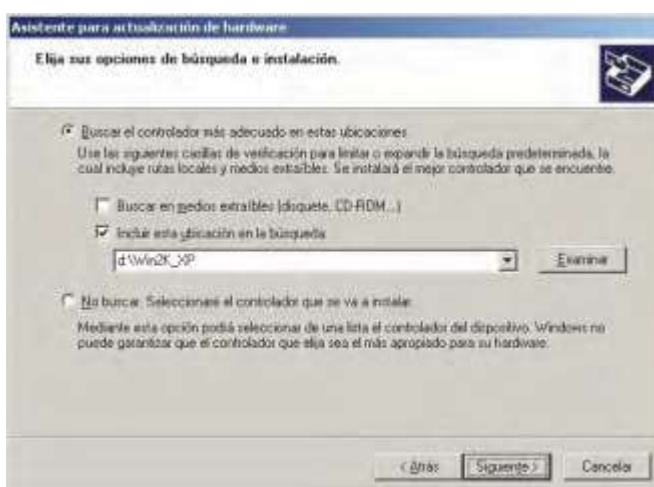 Asistente para actualización de hardware
Elija sus opciones de búsqueda e instalación.
Buscar el controlador más adecuado en estas ubicaciones
Use las siguientes casillas de verificación para limitar o expandir la búsqueda predeterminada, la
cual incluye rutas locales y medios extraíbles. Se instalará el mejor controlador que se encuentre.
Buscar en medios extraíbles (disquete, CD-ROM...)
Incluir esta ubicación en la búsqueda:
d:\Win2K_XP
Examinar
No buscar. Seleccionaré el controlador que se va a instalar.
Mediante esta opción podrá seleccionar de una lista el controlador del dispositivo. Windows no
puede garantizar que el controlador que elija sea el más apropiado para su hardware.
< Atrás Siguiente > Cancelar